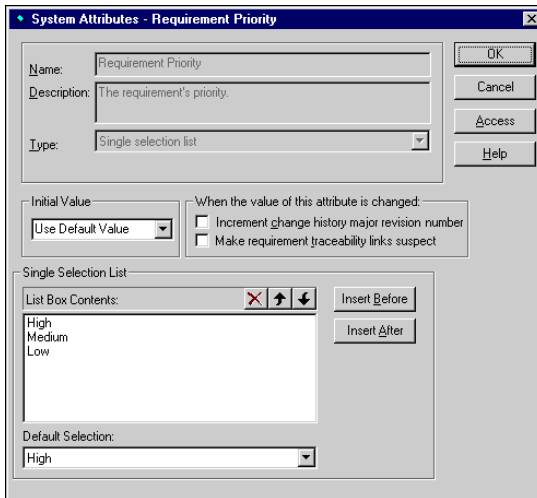 System Attributes - Requirement Priority
OK
Name:
Requirement Priority
Description:
The requirement's priority.
Cancel
Access
Type:
Single selection list
Help
Initial Value
Use Default Value
When the value of this attribute is changed:
Increment change history major revision number
Make requirement traceability links suspect
Single Selection List
List Box Contents:
Insert Before
High
Medium
Low
Insert After
Default Selection:
High